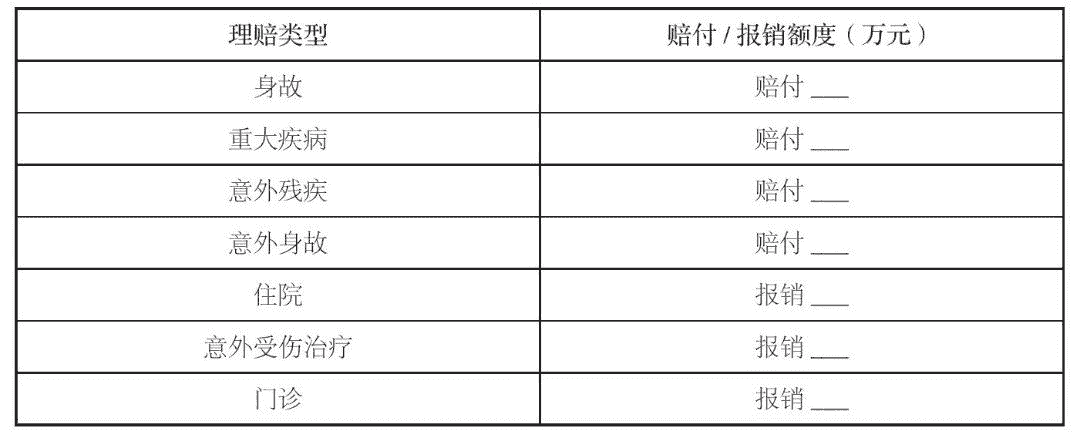 理赔类型 赔付/报销额度（万元）
身故 赔付 ___
重大疾病 赔付 ___
意外残疾 赔付 ___
意外身故 赔付 ___
住院 报销 ___
意外受伤治疗 报销 ___
门诊 报销 ___